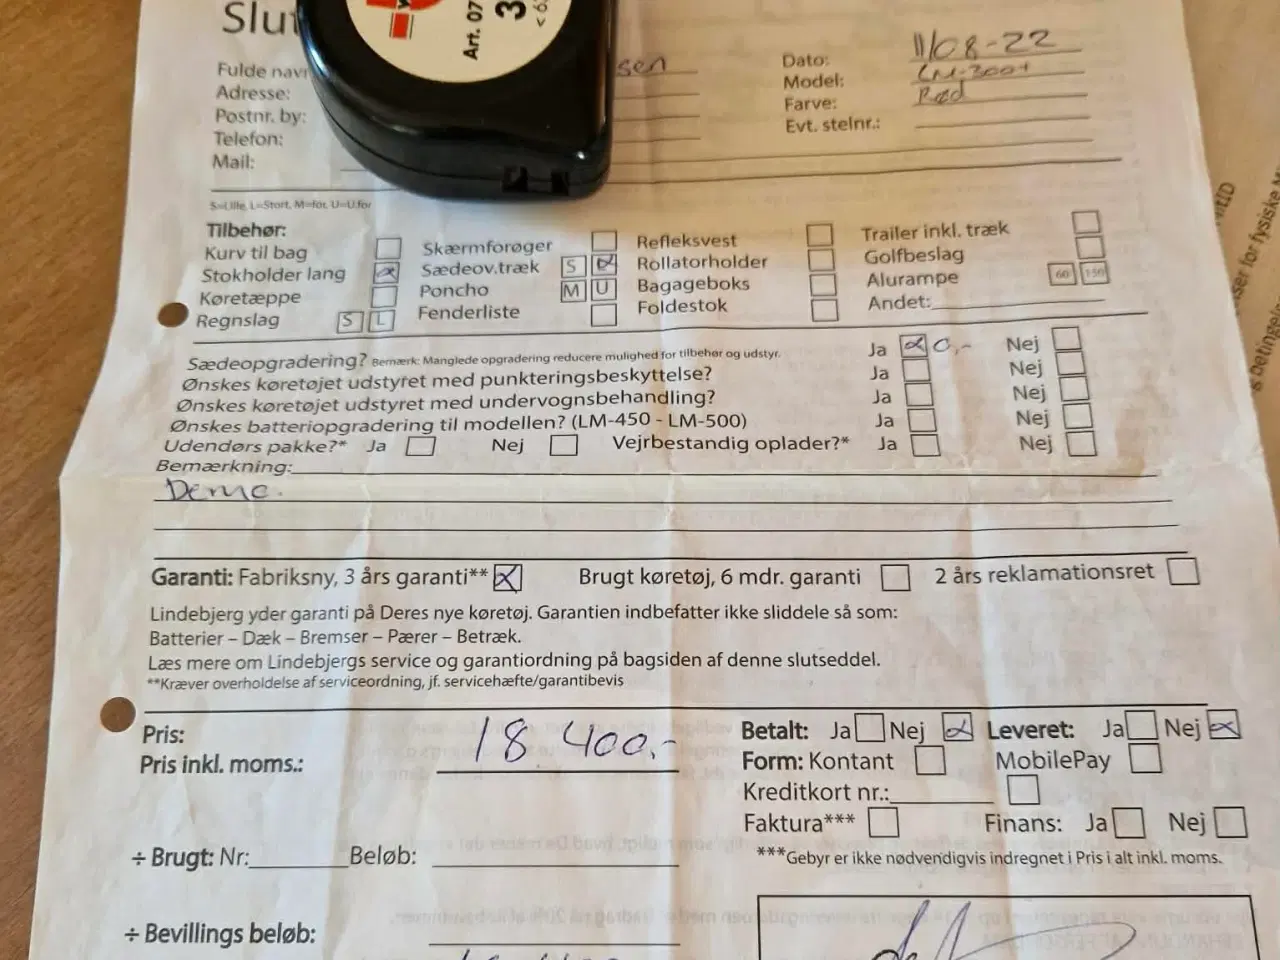 Slut
Art. 07
3
Fulde navn
sen
Dato: 11/08-22
Adresse:
Model: LM-300+
Postnr. by:
Farve: Rød
Telefon:
Evt. stelnr.:
Mail:
S=Lille, L=Stort, M=for, U=U.for
Tilbehør:
Kurv til bag Skærmforøger Refleksvest Trailer inkl. træk
Stokholder lang Sædeov.træk S Rollatorholder Golfbeslag
Køretæppe Poncho M U Bagageboks Alurampe 60 150
Regnslag S L Fenderliste Foldestok Andet:
Sædeopgradering? Bemærk: Manglede opgradering reducere mulighed for tilbehør og udstyr. Ja 0,- Nej
Ønskes køretøjet udstyret med punkteringsbeskyttelse? Ja Nej
Ønskes køretøjet udstyret med undervognsbehandling? Ja Nej
Ønskes batteriopgradering til modellen? (LM-450 - LM-500) Ja Nej
Udendørs pakke?* Ja Nej Vejrbestandig oplader?* Ja Nej
Bemærkning:
Demo.
Garanti: Fabriksny, 3 års garanti** Brugt køretøj, 6 mdr. garanti 2 års reklamationsret
Lindebjerg yder garanti på Deres nye køretøj. Garantien indbefatter ikke sliddele så som:
Batterier – Dæk – Bremser – Pærer – Betræk.
Læs mere om Lindebjergs service og garantiordning på bagsiden af denne slutseddel.
**Kræver overholdelse af serviceordning, jf. servicehæfte/garantibevis
Pris:
Pris inkl. moms.: 18.400,-
Betalt: Ja Nej Leveret: Ja Nej
Form: Kontant MobilePay
Kreditkort nr.:
Faktura*** Finans: Ja Nej
***Gebyr er ikke nødvendigvis indregnet i Pris i alt inkl. moms.
÷ Brugt: Nr: Beløb:
÷ Bevillings beløb: